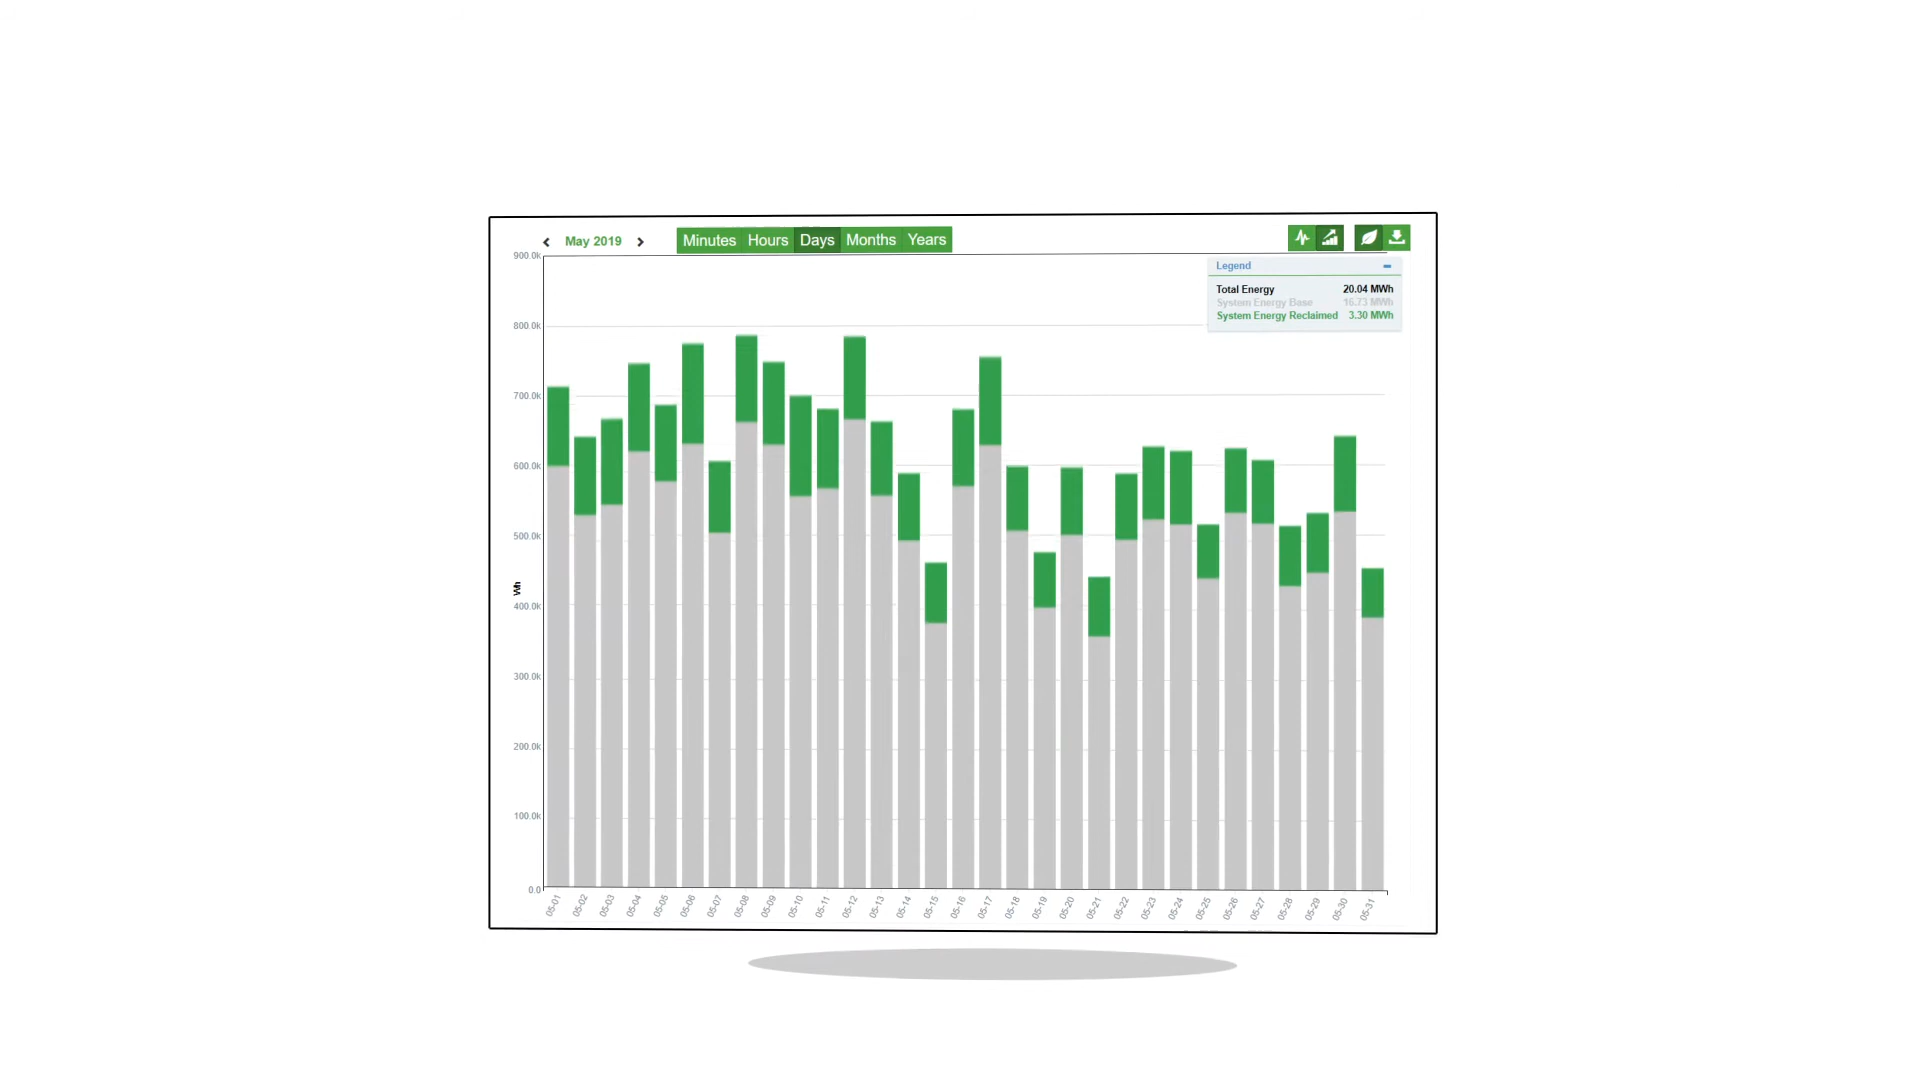 May 2019
Minutes Hours Days Months Years
Legend
Total Energy 20.04 MWh
System Energy Base 16.73 MWh
System Energy Reclaimed 3.30 MWh
900.0k
800.0k
700.0k
600.0k
500.0k
Wh
400.0k
300.0k
200.0k
100.0k
0.0
05-01 05-02 05-03 05-04 05-05 05-06 05-07 05-08 05-09 05-10 05-11 05-12 05-13 05-14 05-15 05-16 05-17 05-18 05-19 05-20 05-21 05-22 05-23 05-24 05-25 05-26 05-27 05-28 05-29 05-30 05-31